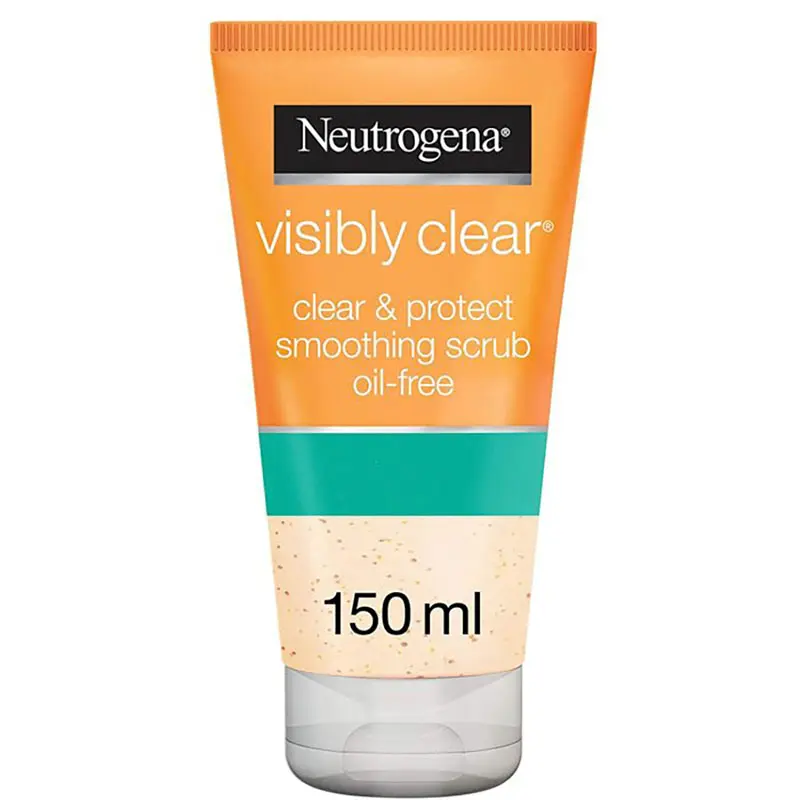 Neutrogena®
visibly clear®
clear & protect
smoothing scrub
oil-free
150 ml